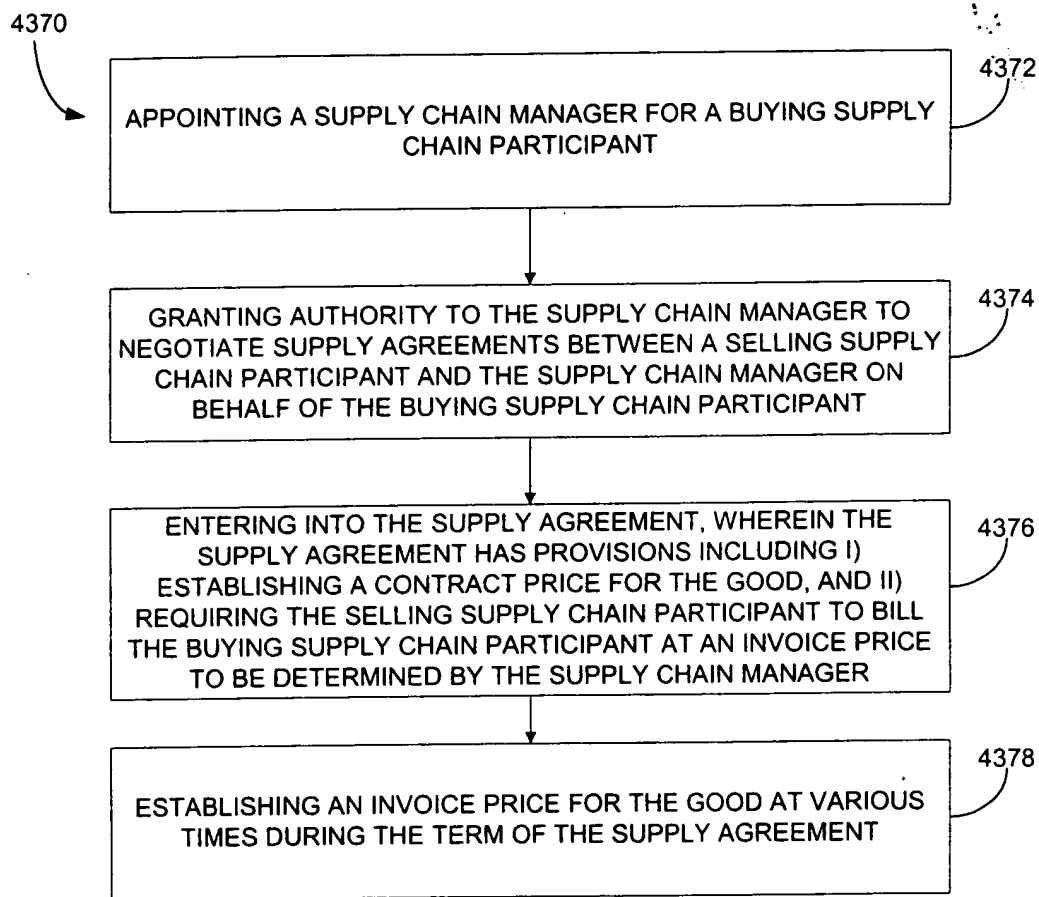 4370
4372
APPOINTING A SUPPLY CHAIN MANAGER FOR A BUYING SUPPLY
CHAIN PARTICIPANT
4374
GRANTING AUTHORITY TO THE SUPPLY CHAIN MANAGER TO
NEGOTIATE SUPPLY AGREEMENTS BETWEEN A SELLING SUPPLY
CHAIN PARTICIPANT AND THE SUPPLY CHAIN MANAGER ON
BEHALF OF THE BUYING SUPPLY CHAIN PARTICIPANT
4376
ENTERING INTO THE SUPPLY AGREEMENT, WHEREIN THE
SUPPLY AGREEMENT HAS PROVISIONS INCLUDING I)
ESTABLISHING A CONTRACT PRICE FOR THE GOOD, AND II)
REQUIRING THE SELLING SUPPLY CHAIN PARTICIPANT TO BILL
THE BUYING SUPPLY CHAIN PARTICIPANT AT AN INVOICE PRICE
TO BE DETERMINED BY THE SUPPLY CHAIN MANAGER
4378
ESTABLISHING AN INVOICE PRICE FOR THE GOOD AT VARIOUS
TIMES DURING THE TERM OF THE SUPPLY AGREEMENT